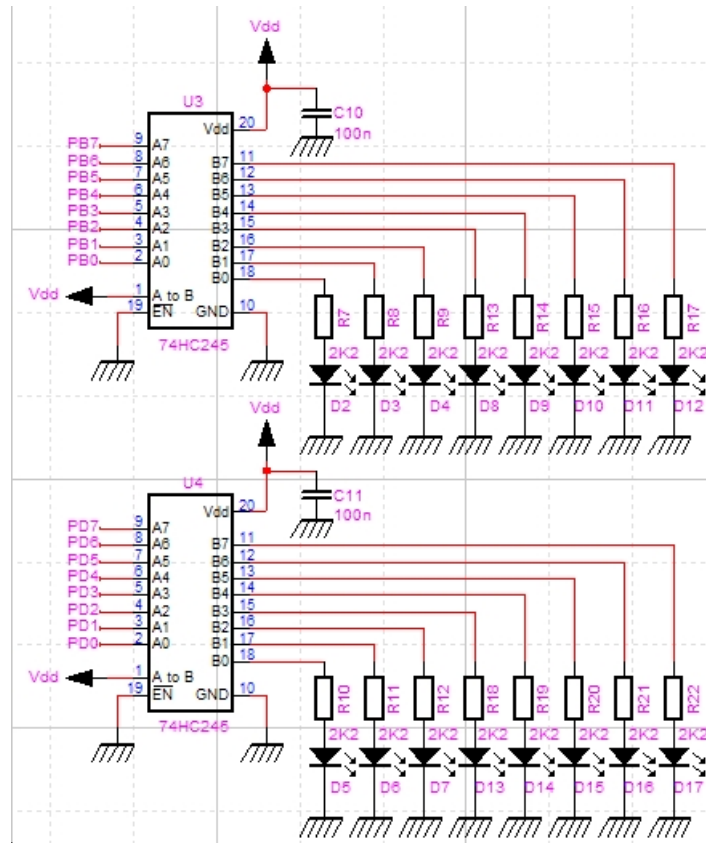 Vdd
U3
C10
100n
Vdd 20
PB7 9 A7
PB6 8 A6 B7 11
PB5 7 A5 B6 12
PB4 6 A4 B5 13
PB3 5 A3 B4 14
PB2 4 A2 B3 15
PB1 3 A1 B2 16
PB0 2 A0 B1 17
B0 18
Vdd 1 A to B
19 EN GND 10
R7 R8 R9 R13 R14 R15 R16 R17
74HC245
2K2 2K2 2K2 2K2 2K2 2K2 2K2 2K2
D2 D3 D4 D8 D9 D10 D11 D12
Vdd
U4
C11
100n
Vdd 20
PD7 9 A7
PD6 8 A6 B7 11
PD5 7 A5 B6 12
PD4 6 A4 B5 13
PD3 5 A3 B4 14
PD2 4 A2 B3 15
PD1 3 A1 B2 16
PD0 2 A0 B1 17
B0 18
Vdd 1 A to B
19 EN GND 10
R10 R11 R12 R18 R19 R20 R21 R22
74HC245
2K2 2K2 2K2 2K2 2K2 2K2 2K2 2K2
D5 D6 D7 D13 D14 D15 D16 D17